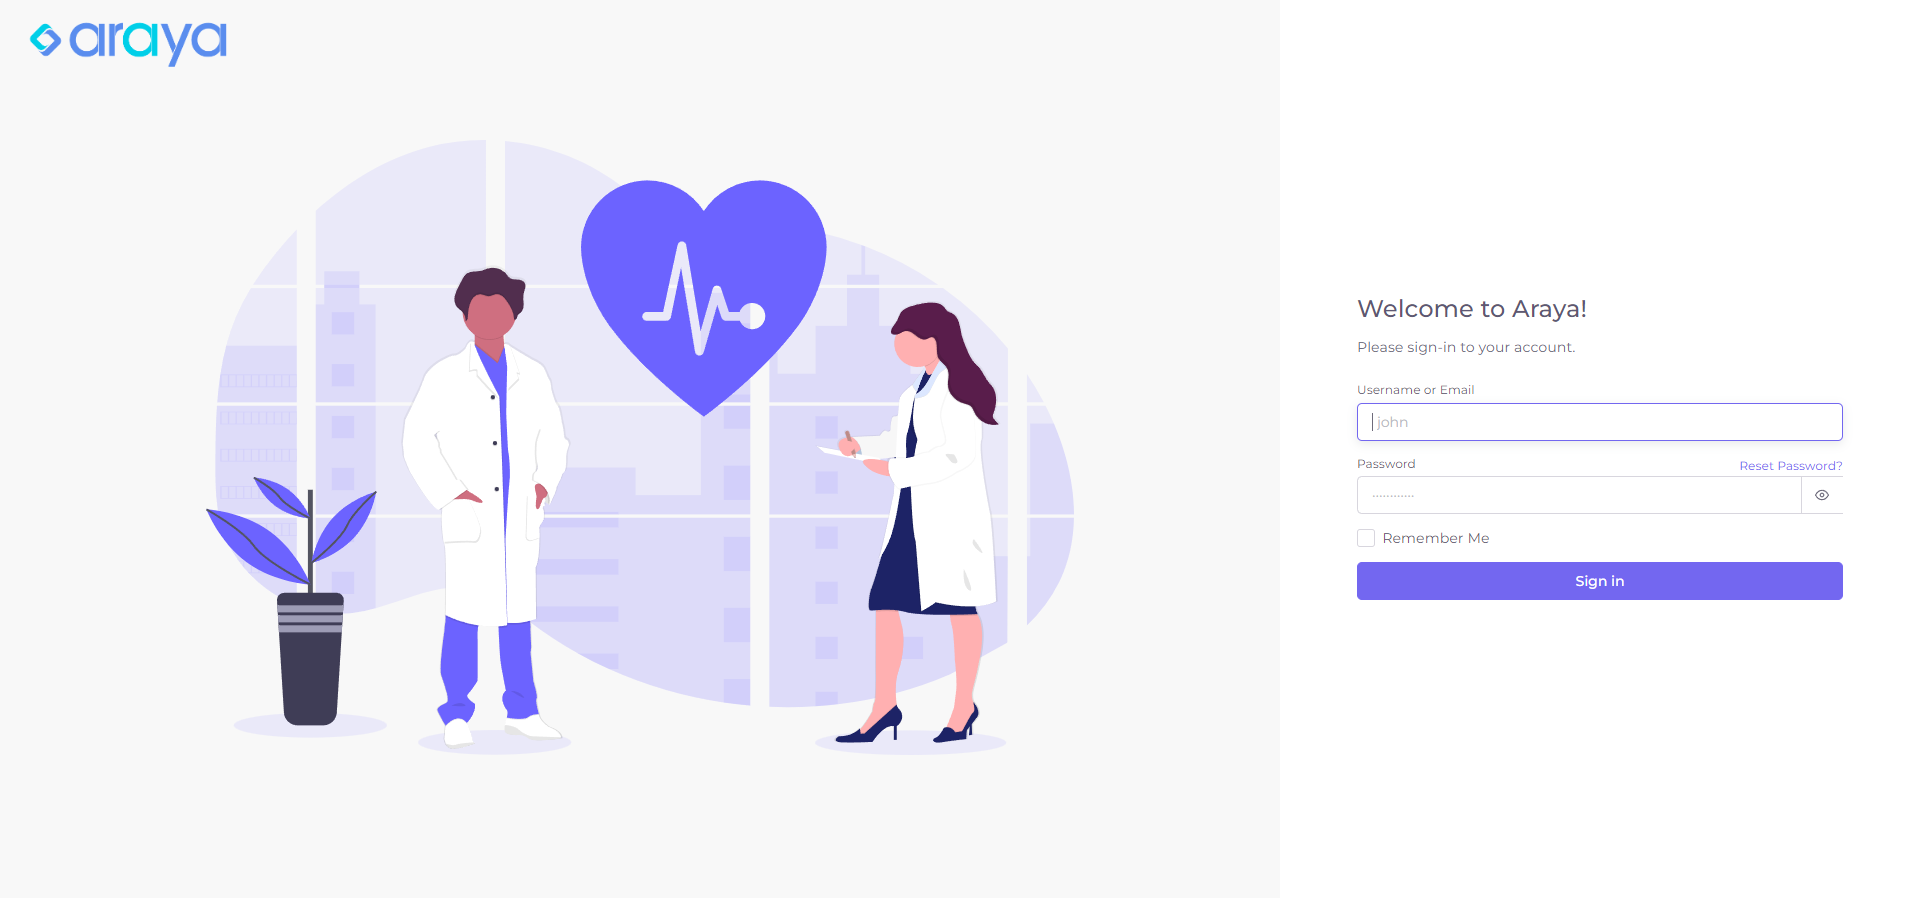 araya
Welcome to Araya!
Please sign-in to your account.
Username or Email
john
Password
Reset Password?
············
Remember Me
Sign in